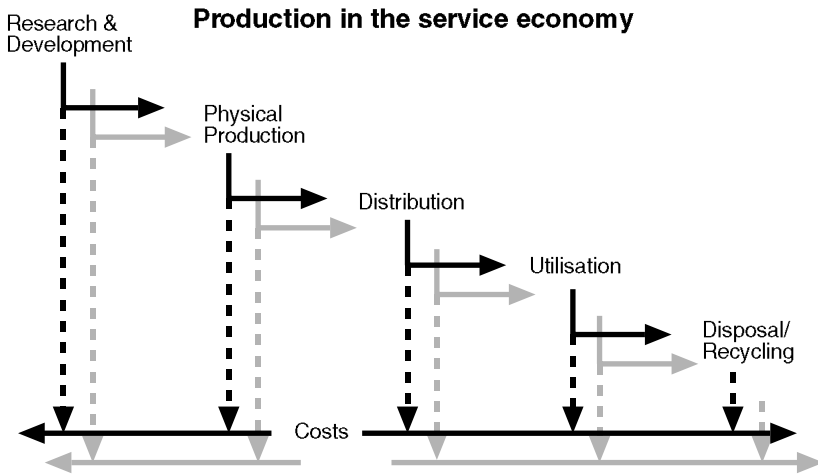 Production in the service economy
Research &
Development
Physical
Production
Distribution
Utilisation
Disposal/
Recycling
Costs